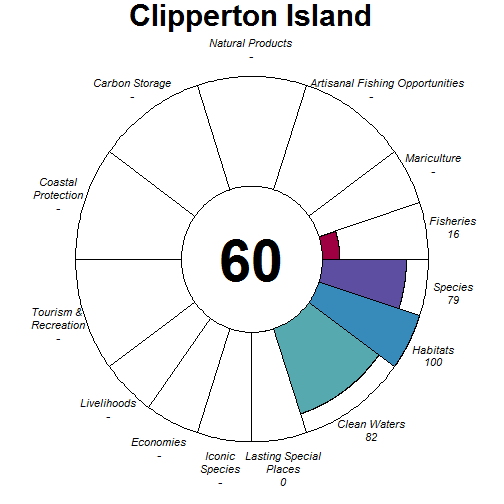 Clipperton Island
Natural Products
-
Carbon Storage
-
Artisanal Fishing Opportunities
-
Mariculture
-
Coastal
Protection
-
Fisheries
16
60
Species
79
Tourism &
Recreation
-
Habitats
100
Livelihoods
-
Clean Waters
82
Economies
-
Iconic
Species
-
Lasting Special
Places
0